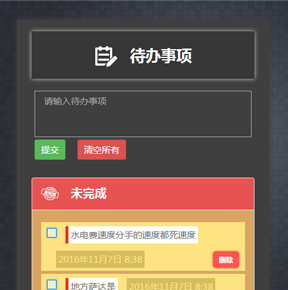 待办事项
请输入待办事项
提交 清空所有
未完成
水电费速度分手的速度都死速度
2016年11月7日 8:38 删除
地方萨达是 2016年11月7日 8:38